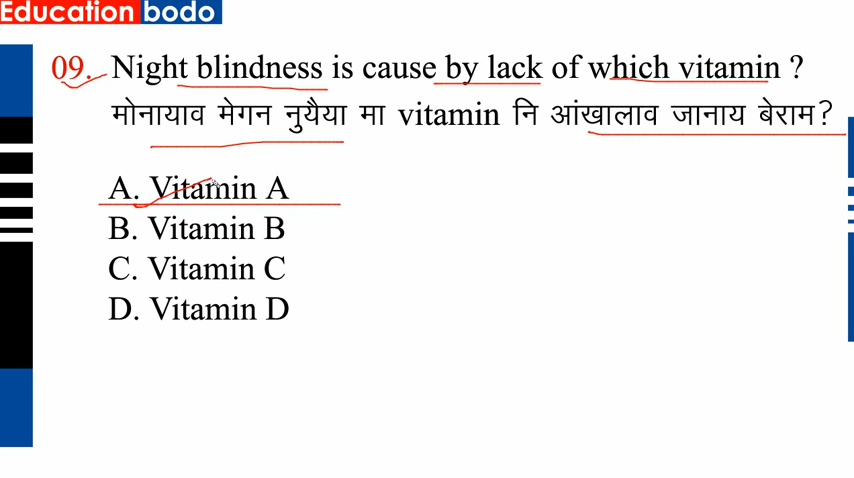 Education bodo
09. Night blindness is cause by lack of which vitamin ?
मोनायाव मेगन नुयैया मा vitamin नि आंखालाव जानाय बेराम?
A. Vitamin A
B. Vitamin B
C. Vitamin C
D. Vitamin D